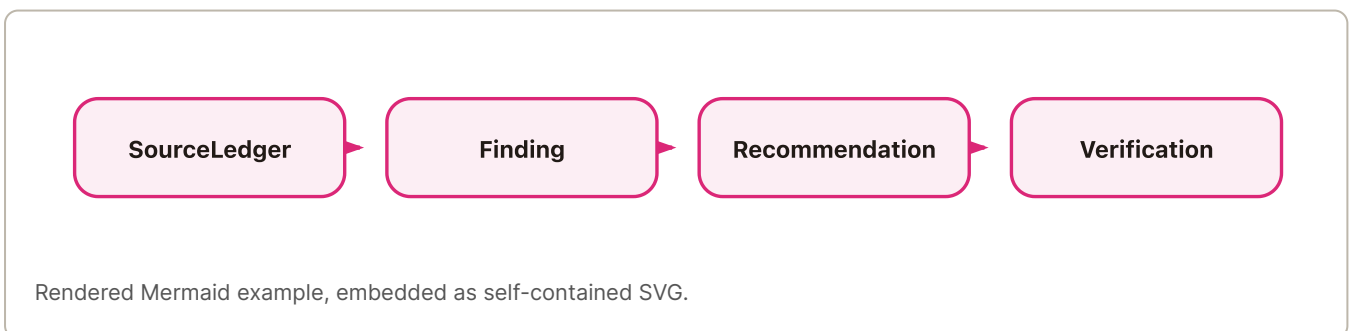 SourceLedger
Finding
Recommendation
Verification
Rendered Mermaid example, embedded as self-contained SVG.